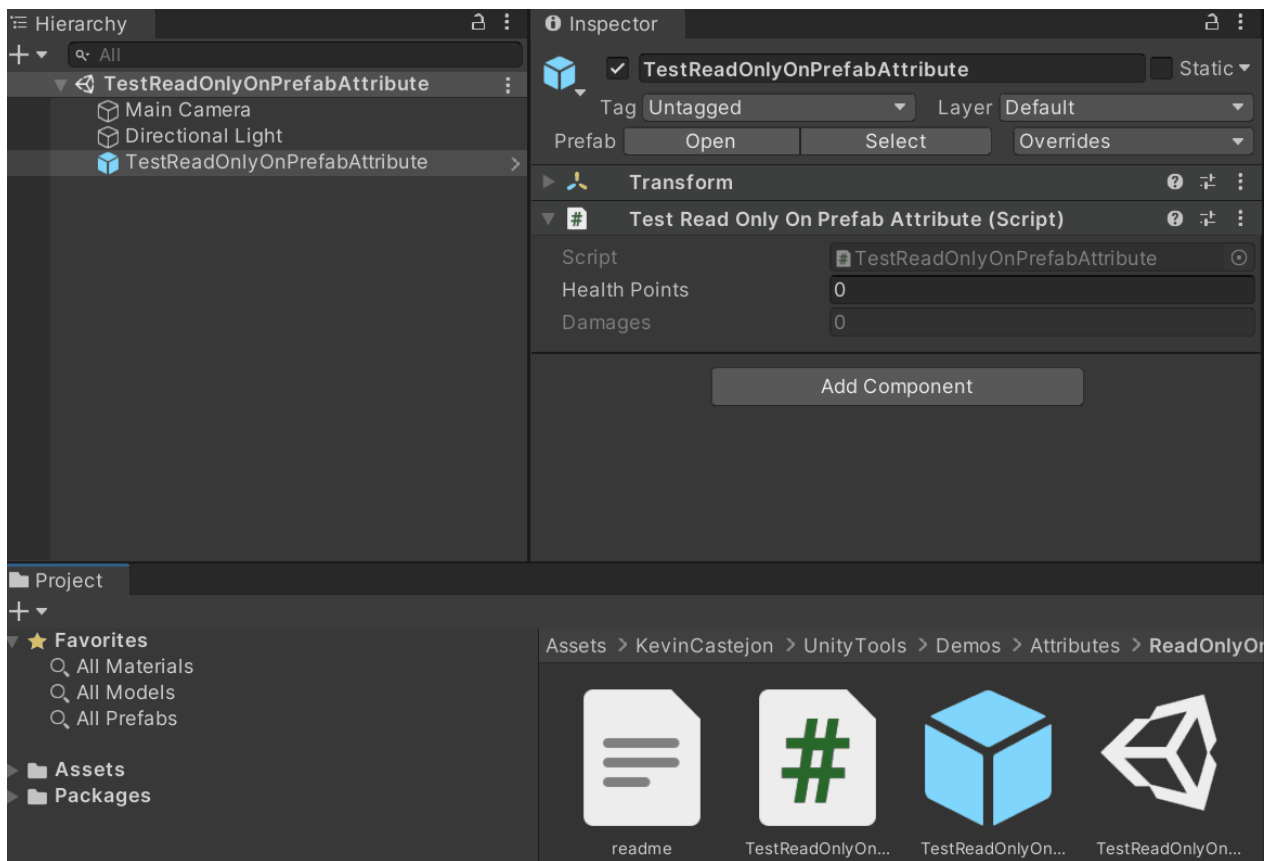 Hierarchy
All
TestReadOnlyOnPrefabAttribute
Main Camera
Directional Light
TestReadOnlyOnPrefabAttribute
Inspector
TestReadOnlyOnPrefabAttribute Static
Tag Untagged Layer Default
Prefab Open Select Overrides
Transform
# Test Read Only On Prefab Attribute (Script)
Script TestReadOnlyOnPrefabAttribute
Health Points 0
Damages 0
Add Component
Project
Favorites
All Materials
All Models
All Prefabs
Assets
Packages
Assets > KevinCastejon > UnityTools > Demos > Attributes > ReadOnlyOn
#
readme TestReadOnlyOn... TestReadOnlyOn... TestReadOnlyOn...